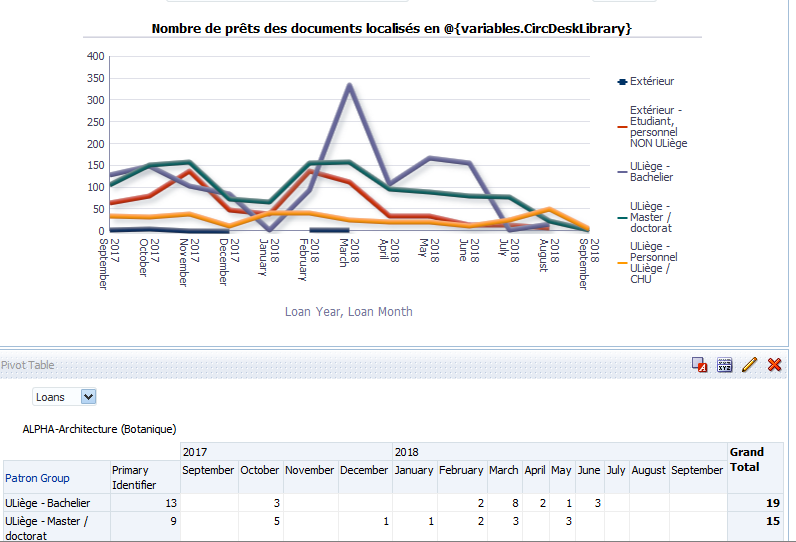 Nombre de prêts des documents localisés en @{variables.CircDeskLibrary}
400
350
300
250
200
150
100
50
0
2017 September
2017 October
2017 November
2017 December
2018 January
2018 February
2018 March
2018 April
2018 May
2018 June
2018 July
2018 August
2018 September
Loan Year, Loan Month
Extérieur
Extérieur -
Etudiant,
personnel
NON ULiège
ULiège -
Bachelier
ULiège -
Master /
doctorat
ULiège -
Personnel
ULiège /
CHU
Pivot Table
Loans
ALPHA-Architecture (Botanique)
2017 2018 Grand Total
Patron Group Primary Identifier September October November December January February March April May June July August September
ULiège - Bachelier 13 3 2 8 2 1 3 19
ULiège - Master / 9 5 1 1 2 3 3 15
doctorat